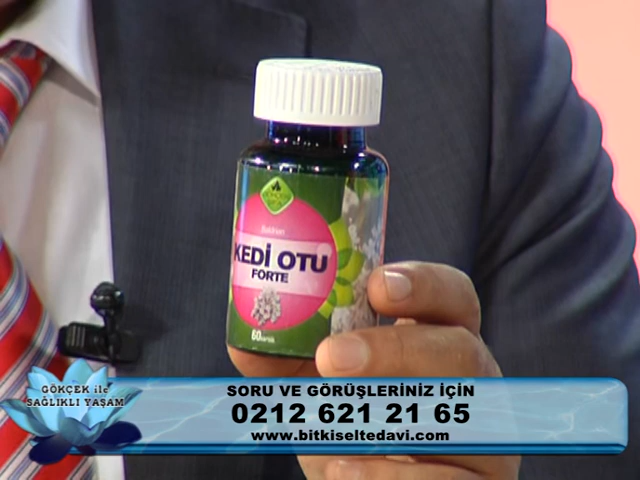 KEDİ OTU
FORTE
60
GÖKÇEK ile
SAĞLIKLI YAŞAM
SORU VE GÖRÜŞLERİNİZ İÇİN
0212 621 21 65
www.bitkiseltedavi.com